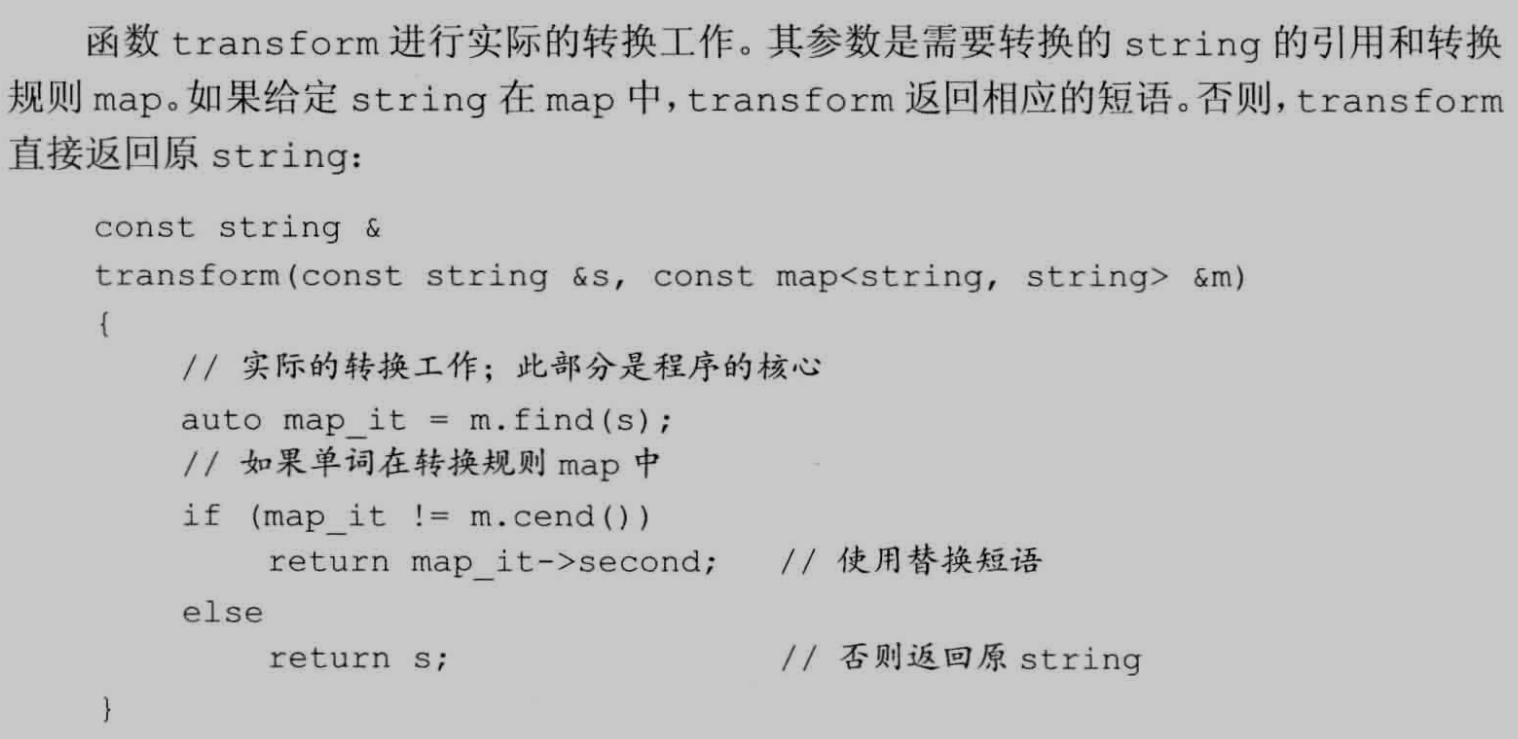 函数 transform 进行实际的转换工作。其参数是需要转换的 string 的引用和转换
规则 map。如果给定 string 在 map 中，transform 返回相应的短语。否则，transform
直接返回原 string：
const string &
transform(const string &s, const map<string, string> &m)
{
// 实际的转换工作；此部分是程序的核心
auto map_it = m.find(s);
// 如果单词在转换规则 map 中
if (map_it != m.cend())
return map_it->second; // 使用替换短语
else
return s; // 否则返回原 string
}